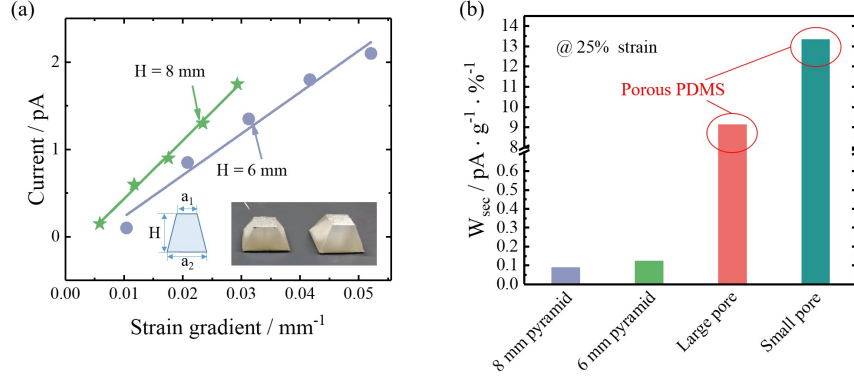 (a)
Current / pA
2
1
0
H = 8 mm
H = 6 mm
a₁
H
a₂
0.00 0.01 0.02 0.03 0.04 0.05
Strain gradient / mm⁻¹
(b)
W_sec / pA · g⁻¹ · %⁻¹
14
13
12
11
10
9
0.6
0.5
0.4
0.3
0.2
0.1
0.0
@ 25% strain
Porous PDMS
8 mm pyramid
6 mm pyramid
Large pore
Small pore